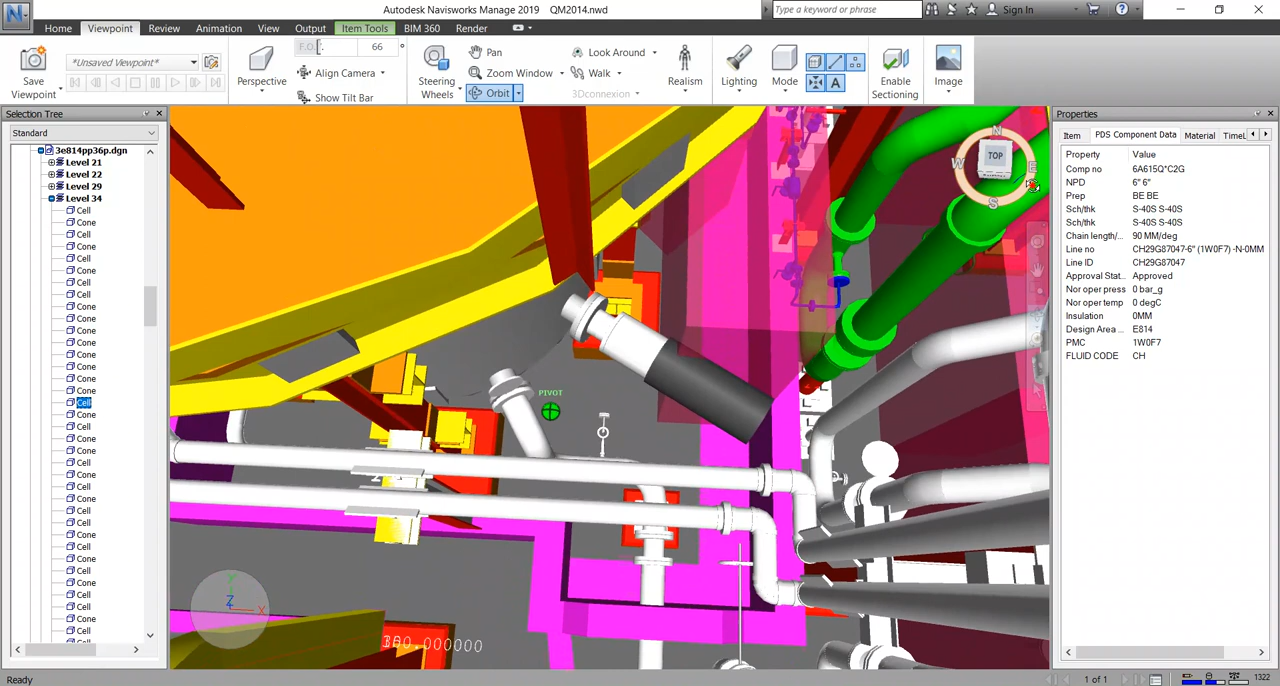 Autodesk Navisworks Manage 2019 QM2014.nwd
Type a keyword or phrase
Sign In
N
Home Viewpoint Review Animation View Output Item Tools BIM 360 Render
*Unsaved Viewpoint*
Save
Viewpoint
Perspective
66
Align Camera
Show Tilt Bar
Steering
Wheels
Pan
Zoom Window
Orbit
Look Around
Walk
3Dconnexion
Realism
Lighting
Mode
A
Enable
Sectioning
Image
Selection Tree
Standard
3e814pp36p.dgn
Level 21
Level 22
Level 29
Level 34
Cell
Cone
Cell
Cone
Cell
Cone
Cell
Cell
Cone
Cone
Cone
Cone
Cone
Cone
Cone
Cone
Cell
Cone
Cell
Cone
Cone
Cell
Cone
Cell
Cone
Cell
Cone
Cell
Cone
Cone
Cell
Cell
Cell
Cell
Cone
Cell
PIVOT
TOP
N
W
E
S
Y
Z
X
Properties
Item PDS Component Data Material TimeL
Property Value
Comp no 6A615Q*C2G
NPD 6" 6"
Prep BE BE
Sch/thk S-40S S-40S
Sch/thk S-40S S-40S
Chain length/... 90 MM/deg
Line no CH29G87047-6" (1W0F7) -N-0MM
Line ID CH29G87047
Approval Stat... Approved
Nor oper press 0 bar_g
Nor oper temp 0 degC
Insulation 0MM
Design Area ... E814
PMC 1W0F7
FLUID CODE CH
Ready
1 of 1
1322